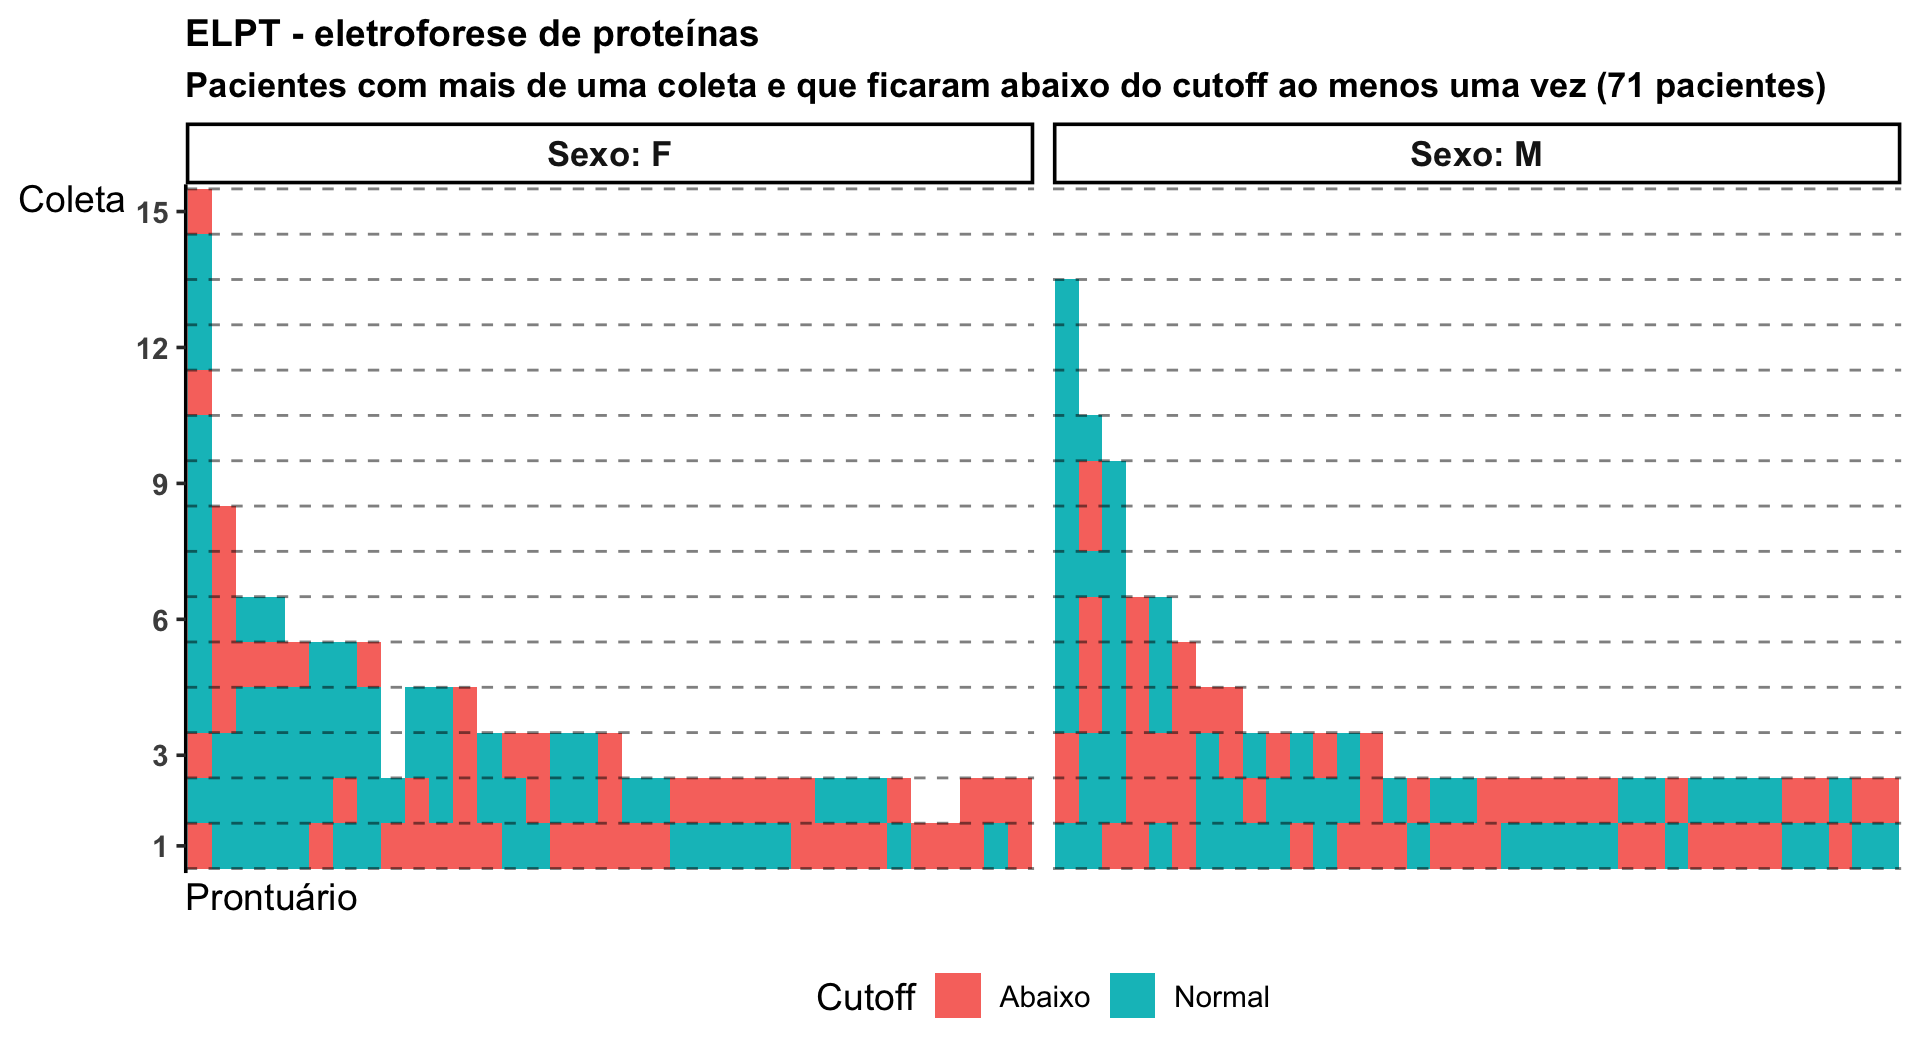 ELPT - eletroforese de proteínas
Pacientes com mais de uma coleta e que ficaram abaixo do cutoff ao menos uma vez (71 pacientes)
Sexo: F
Sexo: M
Coleta
15
12
9
6
3
1
Prontuário
Cutoff
Abaixo
Normal